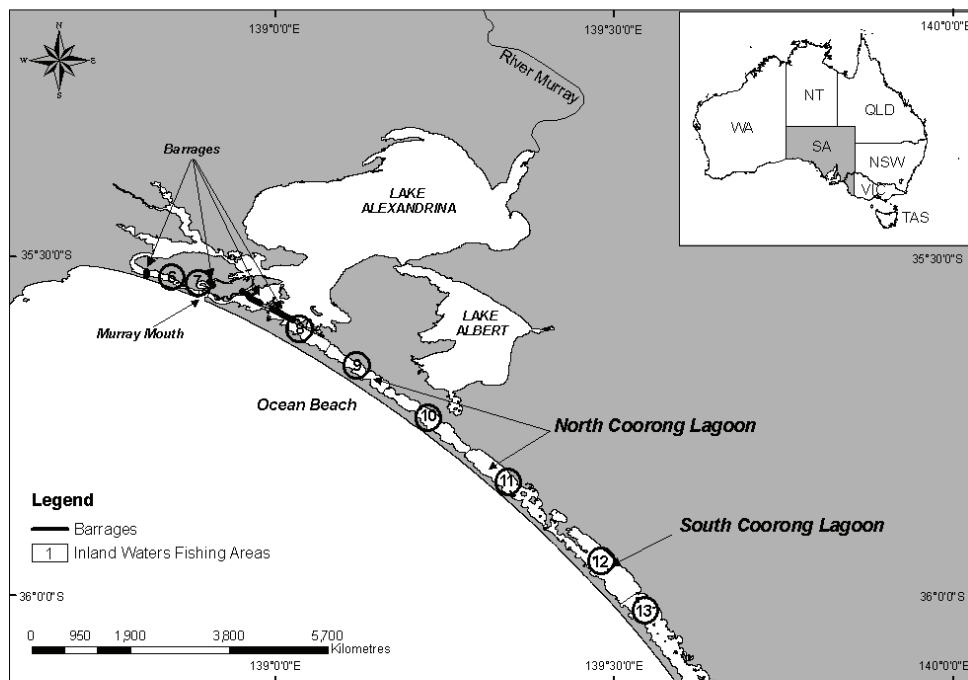 139°0'0"E
139°30'0"E
140°0'0"E
N
W
E
S
River Murray
NT
QLD
WA
SA
NSW
VIC
TAS
Barrages
LAKE
ALEXANDRINA
35°30'0"S
35°30'0"S
6
7
Murray Mouth
8
LAKE
ALBERT
9
Ocean Beach
10
North Coorong Lagoon
11
Legend
Barrages
1
Inland Waters Fishing Areas
South Coorong Lagoon
12
13
36°0'0"S
36°0'0"S
0
950
1,900
3,800
5,700
Kilometres
139°0'0"E
139°30'0"E
140°0'0"E